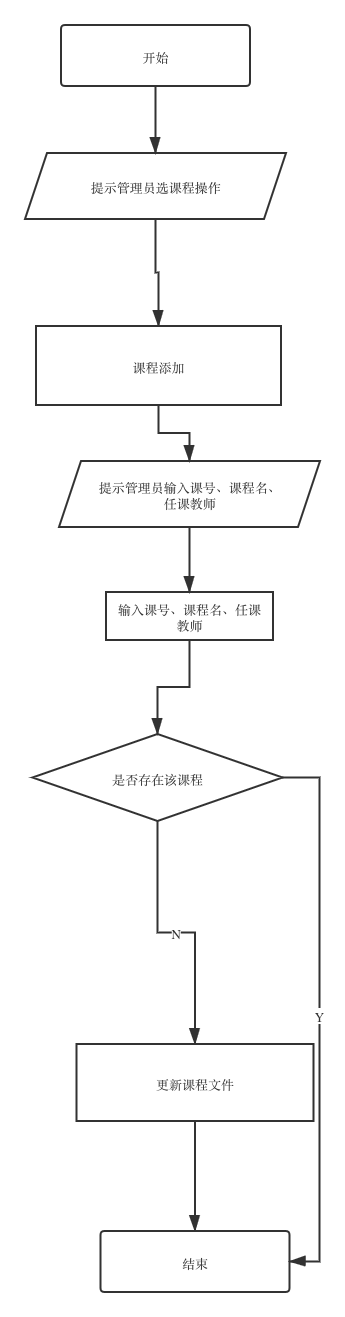 开始
提示管理员选课程操作
课程添加
提示管理员输入课号、课程名、
任课教师
输入课号、课程名、任课
教师
是否存在该课程
N
Y
更新课程文件
结束